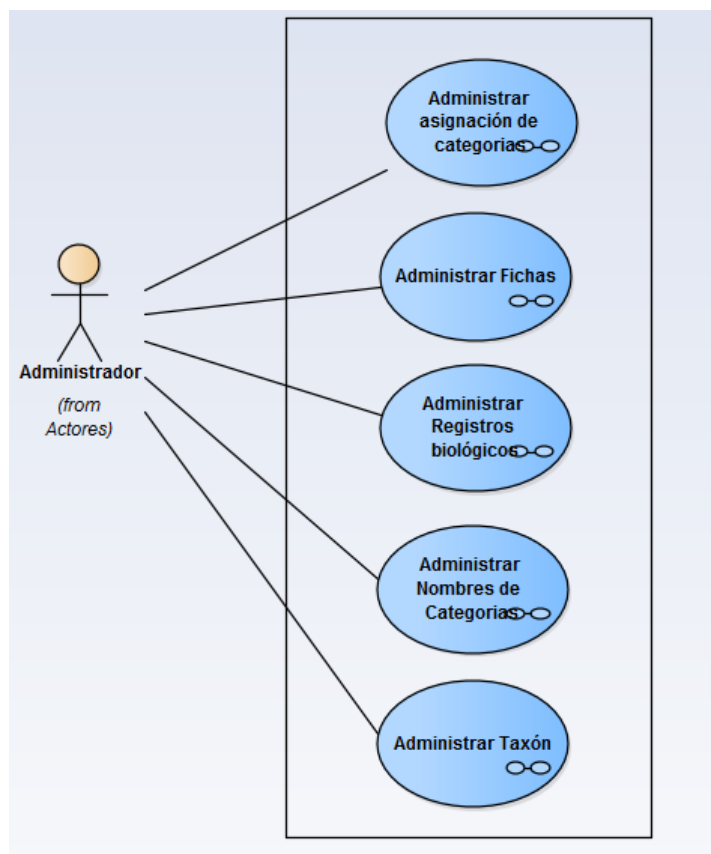 Administrar
asignación de
categorias
Administrar Fichas
Administrador
(from
Actores)
Administrar
Registros
biológicos
Administrar
Nombres de
Categorias
Administrar Taxón